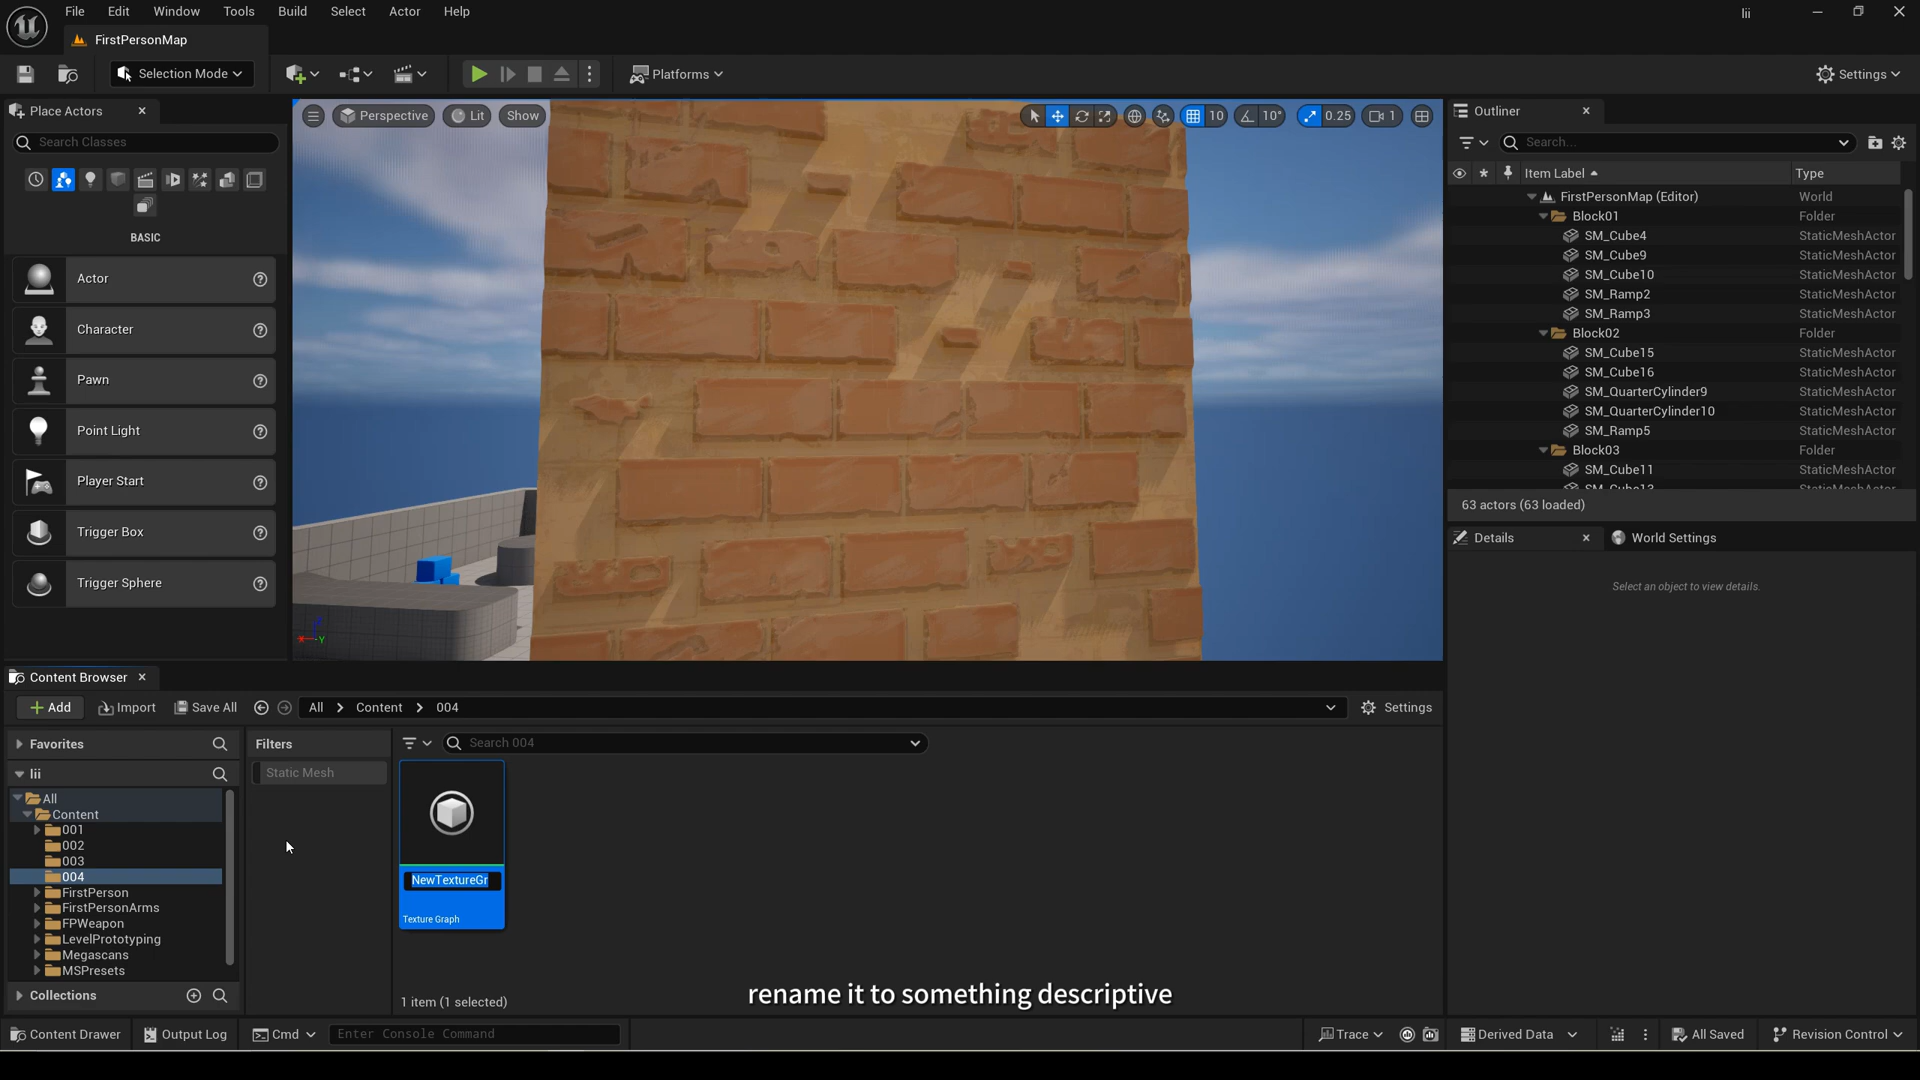 File Edit Window Tools Build Select Actor Help
lii
FirstPersonMap
Selection Mode
Platforms
Settings
Place Actors
Search Classes
BASIC
Actor
Character
Pawn
Point Light
Player Start
Trigger Box
Trigger Sphere
Perspective Lit Show
10 10° 0.25 1
Outliner
Search...
Item Label Type
FirstPersonMap (Editor) World
Block01 Folder
SM_Cube4 StaticMeshActor
SM_Cube9 StaticMeshActor
SM_Cube10 StaticMeshActor
SM_Ramp2 StaticMeshActor
SM_Ramp3 StaticMeshActor
Block02 Folder
SM_Cube15 StaticMeshActor
SM_Cube16 StaticMeshActor
SM_QuarterCylinder9 StaticMeshActor
SM_QuarterCylinder10 StaticMeshActor
SM_Ramp5 StaticMeshActor
Block03 Folder
SM_Cube11 StaticMeshActor
63 actors (63 loaded)
Details World Settings
Select an object to view details.
Y
Content Browser
Add Import Save All All Content 004 Settings
Favorites
lii
All
Content
001
002
003
004
FirstPerson
FirstPersonArms
FPWeapon
LevelPrototyping
Megascans
MSPresets
Collections
Filters
Static Mesh
Search 004
NewTextureGr
Texture Graph
1 item (1 selected)
rename it to something descriptive
Content Drawer Output Log Cmd Enter Console Command Trace Derived Data All Saved Revision Control